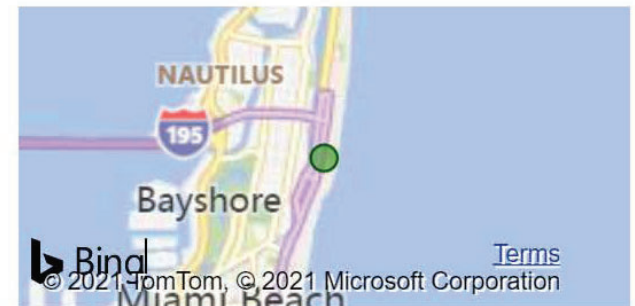 NAUTILUS
195
Bayshore
Bing
Terms
© 2021 TomTom, © 2021 Microsoft Corporation
Miami Beach